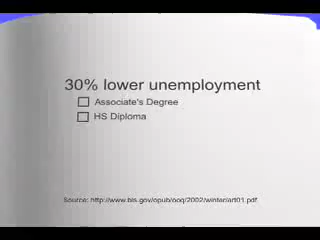 30% lower unemployment
Associate's Degree
HS Diploma
Source: http://www.bls.gov/opub/ooq/2002/winter/art01.pdf